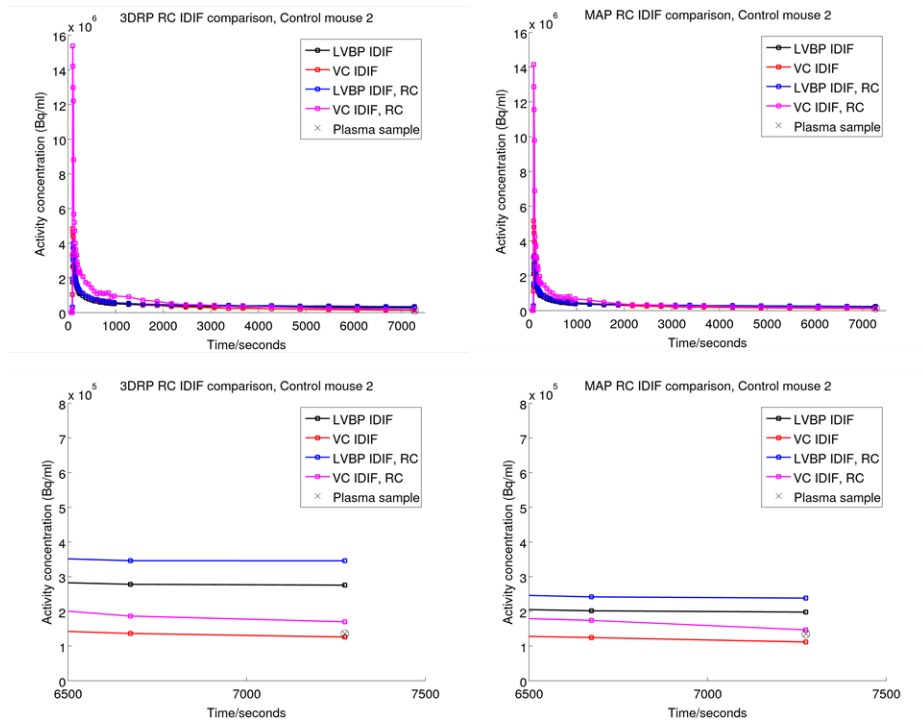 3DRP RC IDIF comparison, Control mouse 2
x 10^6
16
14
12
10
8
6
4
2
0
Activity concentration (Bq/ml)
0 1000 2000 3000 4000 5000 6000 7000
Time/seconds
LVBP IDIF
VC IDIF
LVBP IDIF, RC
VC IDIF, RC
Plasma sample
MAP RC IDIF comparison, Control mouse 2
x 10^6
16
14
12
10
8
6
4
2
0
Activity concentration (Bq/ml)
0 1000 2000 3000 4000 5000 6000 7000
Time/seconds
LVBP IDIF
VC IDIF
LVBP IDIF, RC
VC IDIF, RC
Plasma sample
3DRP RC IDIF comparison, Control mouse 2
x 10^5
8
7
6
5
4
3
2
1
0
Activity concentration (Bq/ml)
6500 7000 7500
Time/seconds
LVBP IDIF
VC IDIF
LVBP IDIF, RC
VC IDIF, RC
Plasma sample
MAP RC IDIF comparison, Control mouse 2
x 10^5
8
7
6
5
4
3
2
1
0
Activity concentration (Bq/ml)
6500 7000 7500
Time/seconds
LVBP IDIF
VC IDIF
LVBP IDIF, RC
VC IDIF, RC
Plasma sample